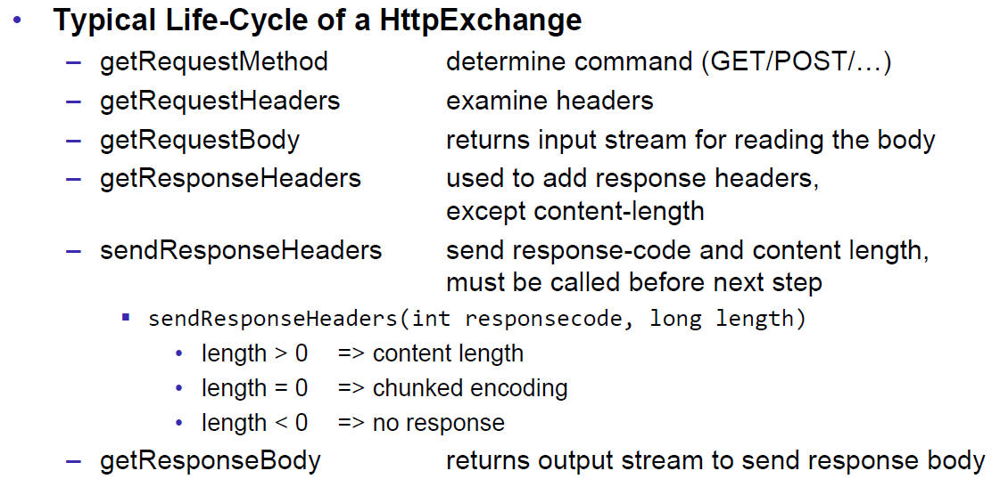 • Typical Life-Cycle of a HttpExchange
– getRequestMethod determine command (GET/POST/…)
– getRequestHeaders examine headers
– getRequestBody returns input stream for reading the body
– getResponseHeaders used to add response headers,
except content-length
– sendResponseHeaders send response-code and content length,
must be called before next step
▪ sendResponseHeaders(int responsecode, long length)
• length > 0 => content length
• length = 0 => chunked encoding
• length < 0 => no response
– getResponseBody returns output stream to send response body